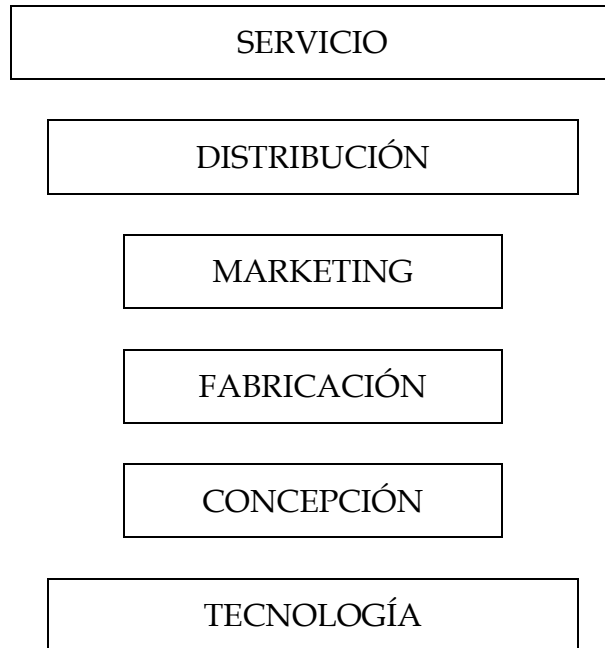 SERVICIO
DISTRIBUCIÓN
MARKETING
FABRICACIÓN
CONCEPCIÓN
TECNOLOGÍA